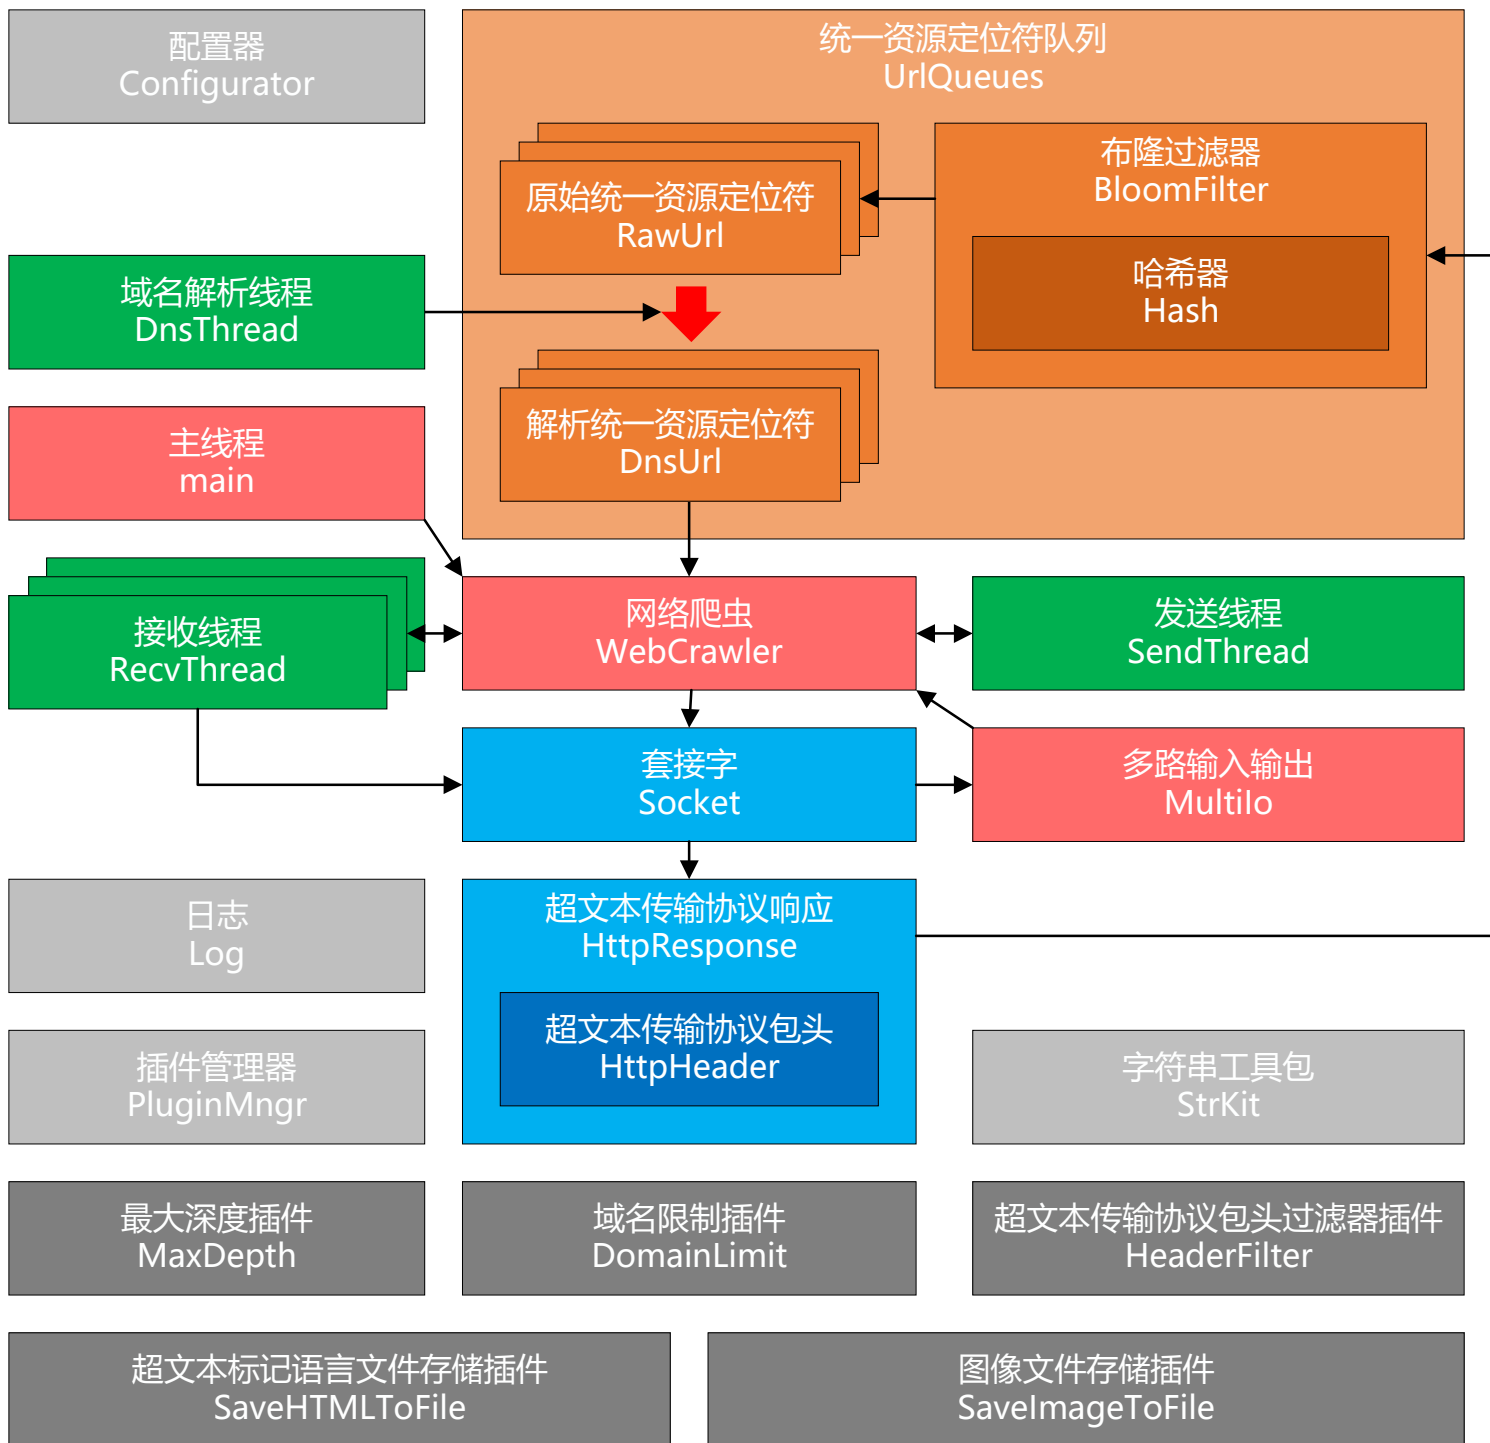 配置器
Configurator
统一资源定位符队列
UrlQueues
原始统一资源定位符
RawUrl
布隆过滤器
BloomFilter
哈希器
Hash
域名解析线程
DnsThread
解析统一资源定位符
DnsUrl
主线程
main
接收线程
RecvThread
网络爬虫
WebCrawler
发送线程
SendThread
套接字
Socket
多路输入输出
MultiIo
日志
Log
超文本传输协议响应
HttpResponse
超文本传输协议包头
HttpHeader
插件管理器
PluginMngr
字符串工具包
StrKit
最大深度插件
MaxDepth
域名限制插件
DomainLimit
超文本传输协议包头过滤器插件
HeaderFilter
超文本标记语言文件存储插件
SaveHTMLToFile
图像文件存储插件
SaveImageToFile